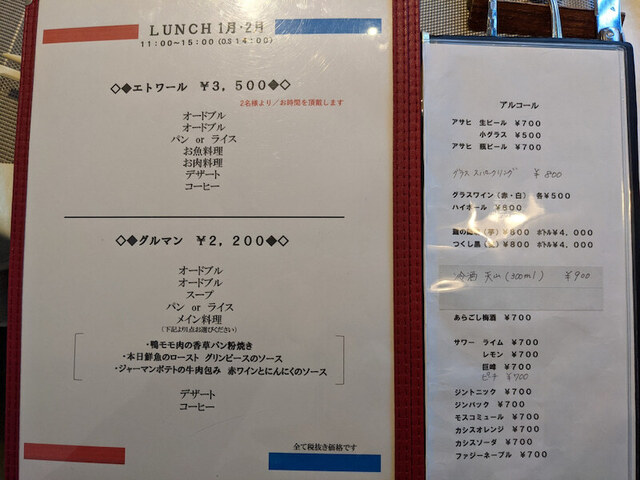 LUNCH 1月・2月
11:00～15:00 (OS 14:00)
◇◆エトワール ￥3,500◆◇
2名様より／お時間を頂戴します
オードブル
オードブル
パン or ライス
お魚料理
お肉料理
デザート
コーヒー
◇◆グルマン ￥2,200◆◇
オードブル
オードブル
スープ
パン or ライス
メイン料理
(下記より1点お選びください)
・鴨モモ肉の香草パン粉焼き
・本日鮮魚のロースト グリンピースのソース
・ジャーマンポテトの牛肉包み 赤ワインとにんにくのソース
デザート
コーヒー
全て税抜き価格です
アルコール
アサヒ 生ビール ￥700
小グラス ￥500
アサヒ 瓶ビール ￥700
グラス スパークリング ￥800
グラスワイン（赤・白） 各￥500
ハイボール ￥600
￥600 ボトル￥4,000
つくし黒 ￥800 ボトル￥4,000
冷酒 天山 (300ml) ￥900
あらごし梅酒 ￥700
サワー ライム ￥700
レモン ￥700
巨峰 ￥700
ピーチ ￥700
ジントニック ￥700
ジンバック ￥700
モスコミュール ￥700
カシスオレンジ ￥700
カシスソーダ ￥700
ファジーネーブル ￥700